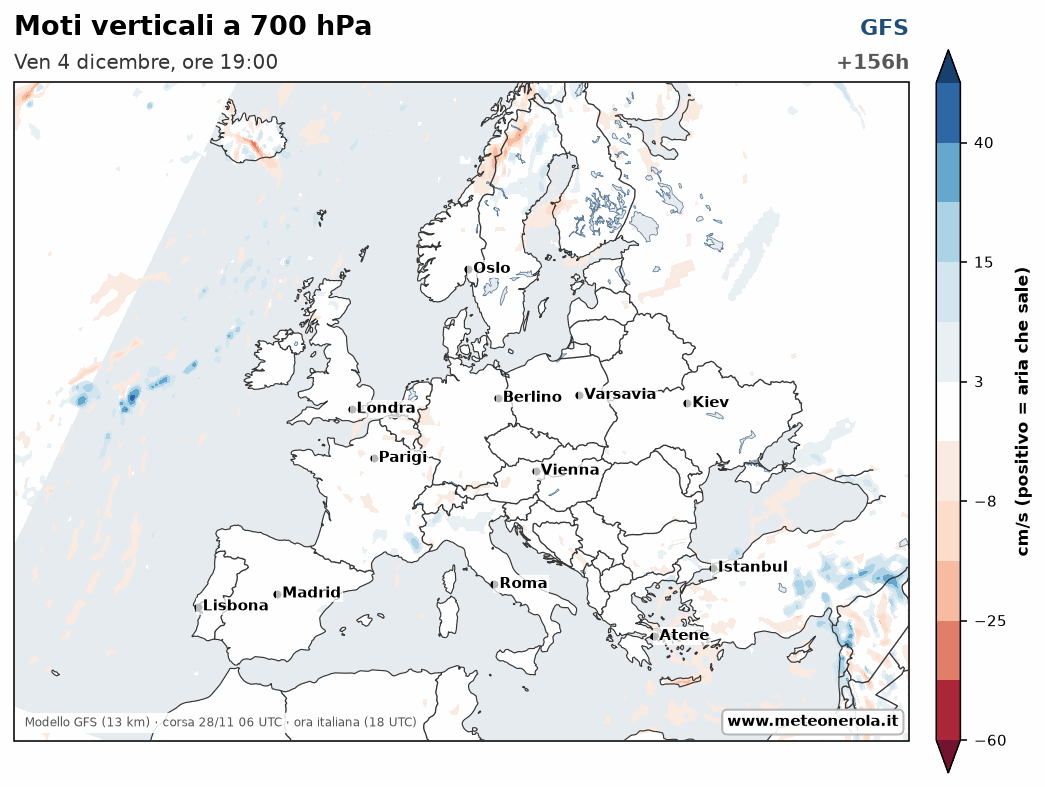 Moti verticali a 700 hPa
GFS
Ven 4 dicembre, ore 19:00
+156h
Oslo
Londra
Berlino
Varsavia
Kiev
Parigi
Vienna
Istanbul
Roma
Madrid
Lisbona
Atene
Modello GFS (13 km) · corsa 28/11 06 UTC · ora italiana (18 UTC)
www.meteonerola.it
40
15
3
−8
−25
−60
cm/s (positivo = aria che sale)